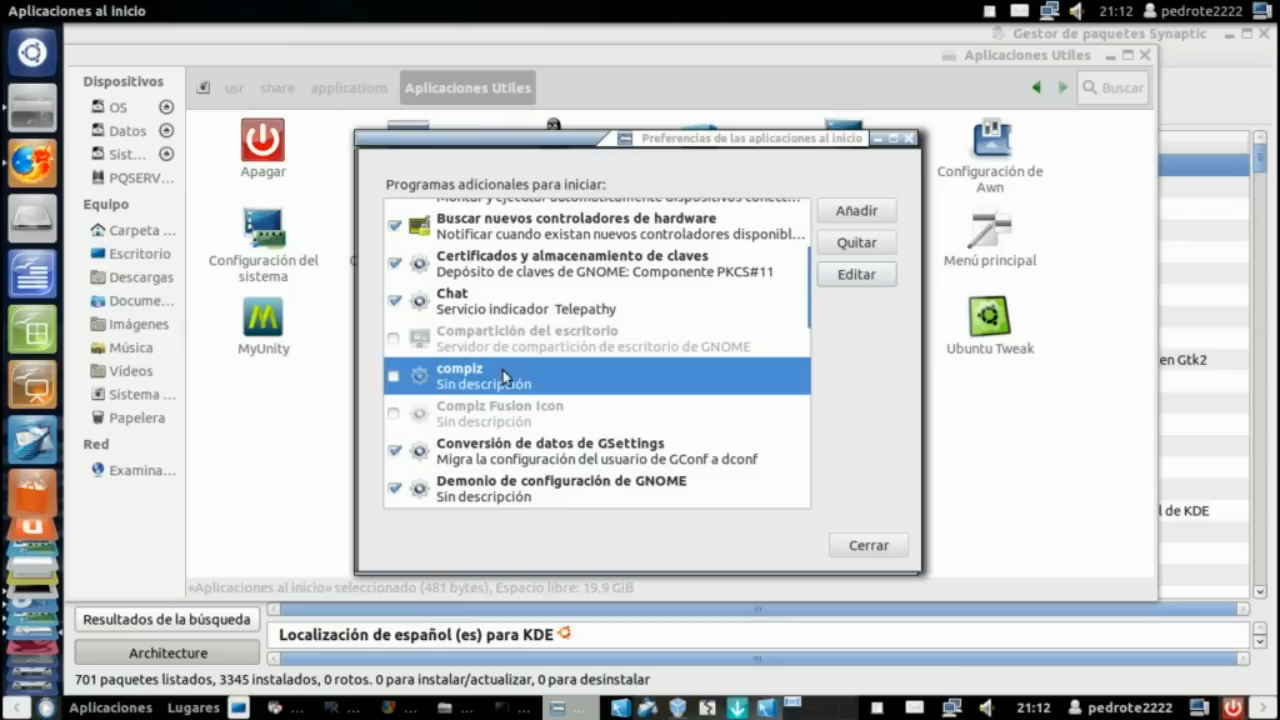 Aplicaciones al inicio
21:12
pedrote2222
Gestor de paquetes Synaptic
Aplicaciones Utiles
Dispositivos
OS
Datos
Sist...
PQSERV...
Equipo
Carpeta ...
Escritorio
Descargas
Docume...
Imágenes
Música
Vídeos
Sistema ...
Papelera
Red
Examina...
usr
share
applications
Aplicaciones Utiles
Buscar
Apagar
Configuración del
sistema
MyUnity
Configuración de
Awn
Menú principal
Ubuntu Tweak
Preferencias de las aplicaciones al inicio
Programas adicionales para iniciar:
Montar y ejecutar automáticamente dispositivos conect...
Buscar nuevos controladores de hardware
Notificar cuando existan nuevos controladores disponibl...
Certificados y almacenamiento de claves
Depósito de claves de GNOME: Componente PKCS#11
Chat
Servicio indicador Telepathy
Compartición del escritorio
Servidor de compartición de escritorio de GNOME
compiz
Sin descripción
Compiz Fusion Icon
Sin descripción
Conversión de datos de GSettings
Migra la configuración del usuario de GConf a dconf
Demonio de configuración de GNOME
Sin descripción
Añadir
Quitar
Editar
Cerrar
en Gtk2
l de KDE
«Aplicaciones al inicio» seleccionado (481 bytes), Espacio libre: 19,9 GiB
Resultados de la búsqueda
Architecture
Localización de español (es) para KDE
701 paquetes listados, 3345 instalados, 0 rotos. 0 para instalar/actualizar, 0 para desinstalar
Aplicaciones
Lugares
21:12
pedrote2222